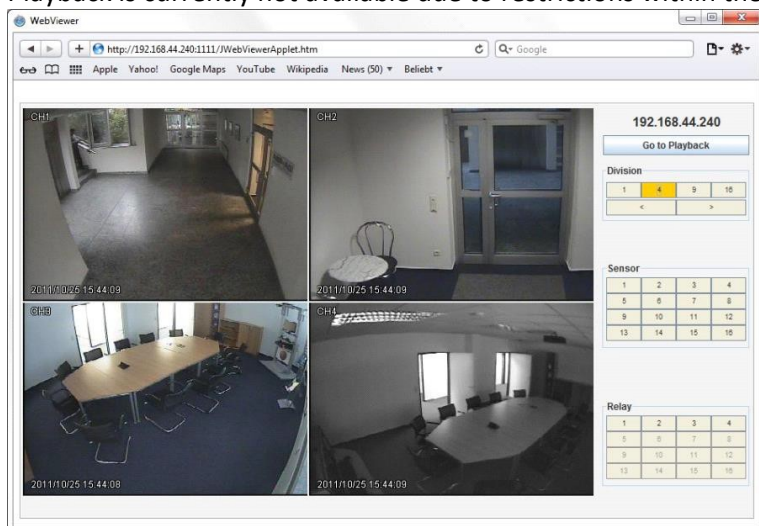 Playback is currently not available due to restrictions within the
WebViewer
http://192.168.44.240:1111/JWebViewerApplet.htm
Google
Apple Yahoo! Google Maps YouTube Wikipedia News (50) Beliebt
CH1
CH2
192.168.44.240
Go to Playback
Division
1 4 9 16
< >
2011/10/25 15:44:09
2011/10/25 15:44:09
Sensor
1 2 3 4
5 6 7 8
9 10 11 12
13 14 15 16
CH3
CH4
Relay
1 2 3 4
5 6 7 8
9 10 11 12
13 14 15 16
2011/10/25 15:44:08
2011/10/25 15:44:09